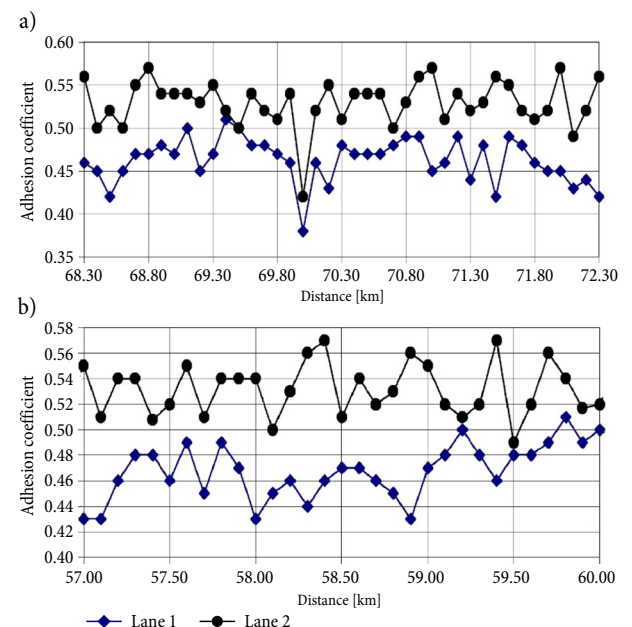 a)
0.60
0.55
0.50
0.45
0.40
0.35
Adhesion coefficient
68.30 68.80 69.30 69.80 70.30 70.80 71.30 71.80 72.30
Distance [km]
b)
0.58
0.56
0.54
0.52
0.50
0.48
0.46
0.44
0.42
0.40
Adhesion coefficient
57.00 57.50 58.00 58.50 59.00 59.50 60.00
Distance [km]
Lane 1 Lane 2